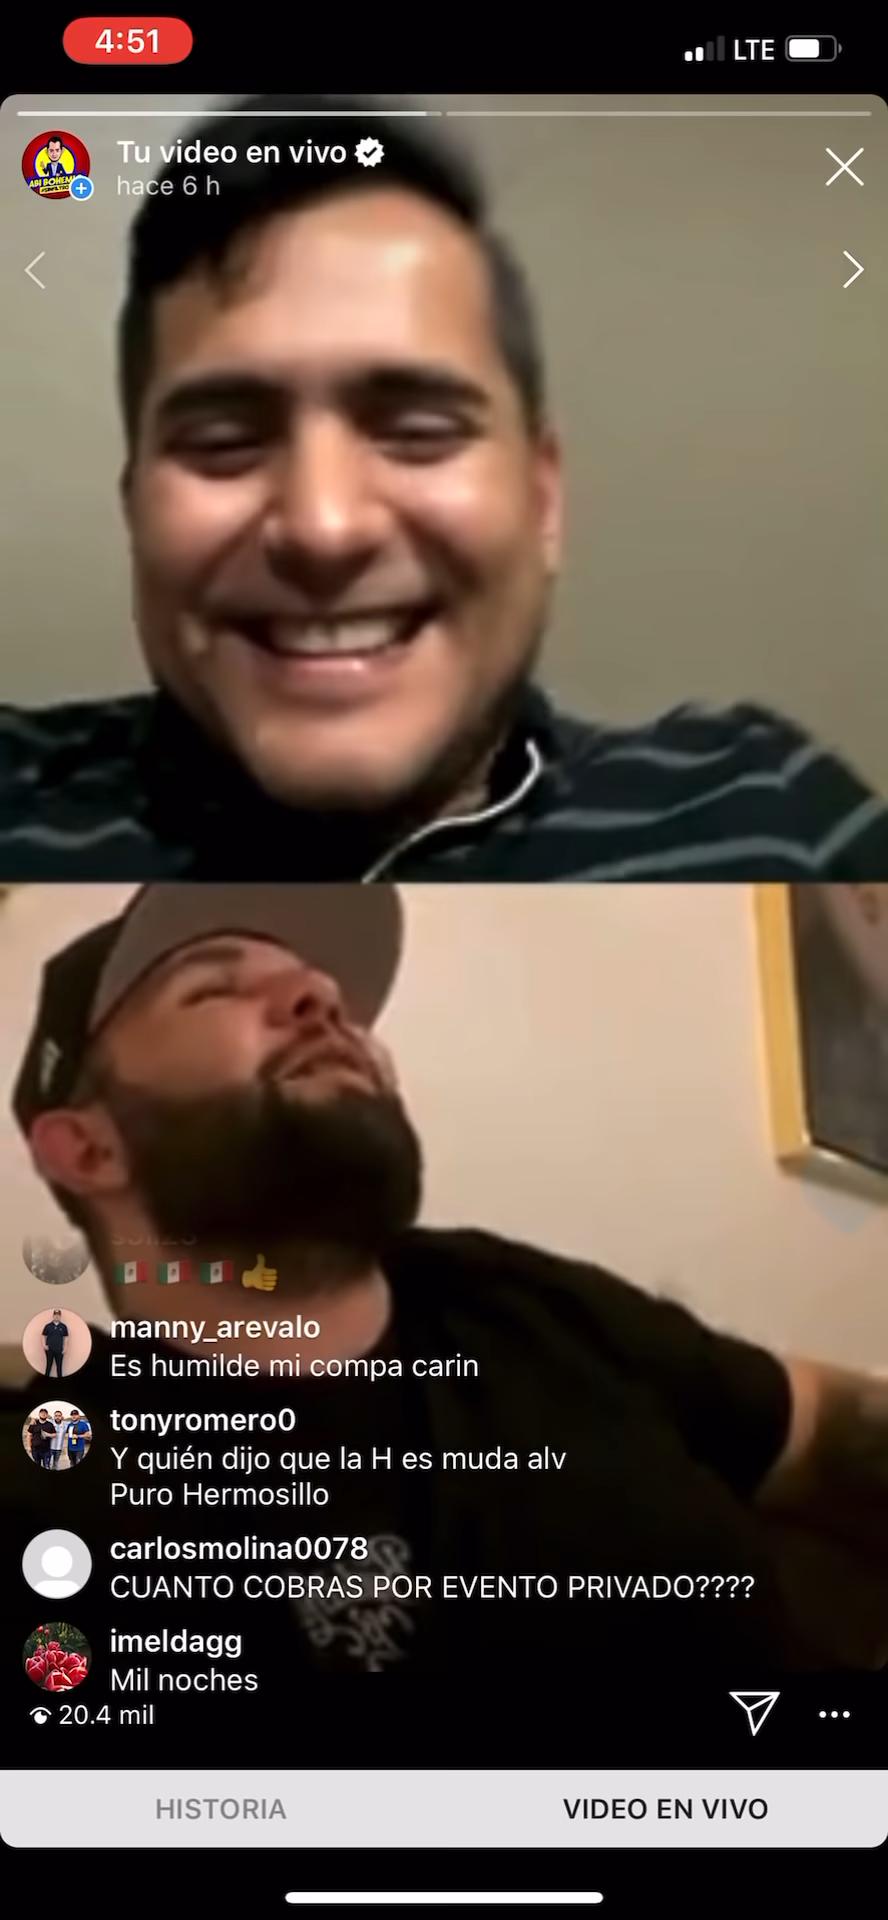 4:51
LTE
Tu video en vivo
hace 6 h
ABI BOHEMIA
manny_arevalo
Es humilde mi compa carin
tonyromero0
Y quién dijo que la H es muda alv
Puro Hermosillo
carlosmolina0078
CUANTO COBRAS POR EVENTO PRIVADO????
imeldagg
Mil noches
20.4 mil
HISTORIA
VIDEO EN VIVO